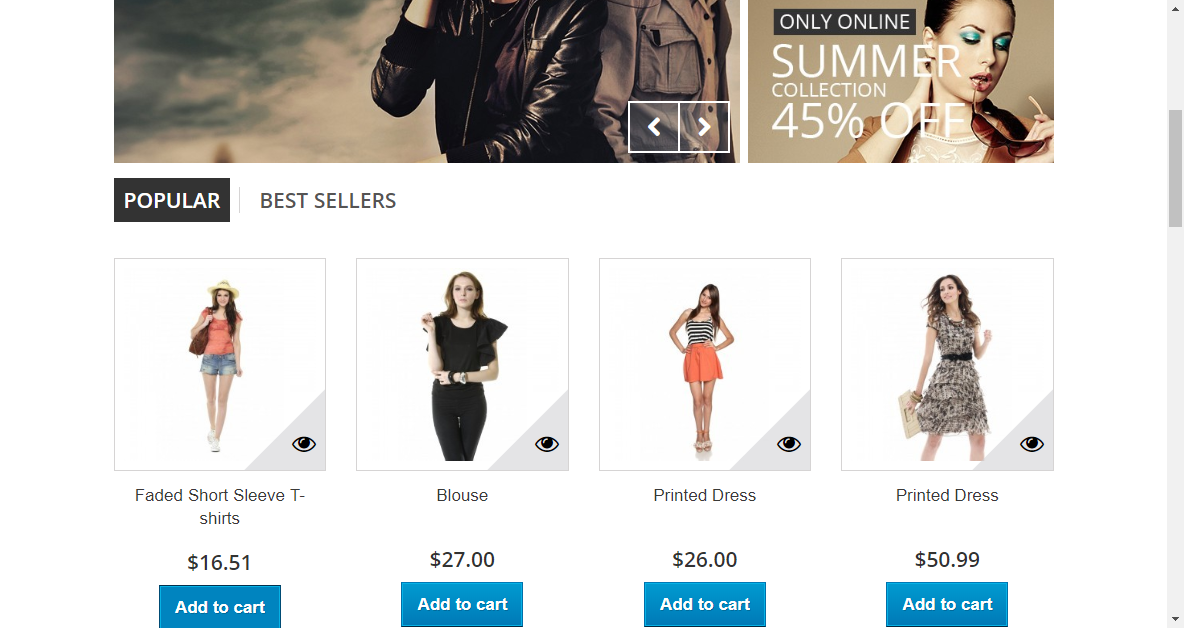 ONLY ONLINE
SUMMER
COLLECTION
45% OFF
POPULAR
BEST SELLERS
Faded Short Sleeve T-
shirts
Blouse
Printed Dress
Printed Dress
$16.51
$27.00
$26.00
$50.99
Add to cart
Add to cart
Add to cart
Add to cart